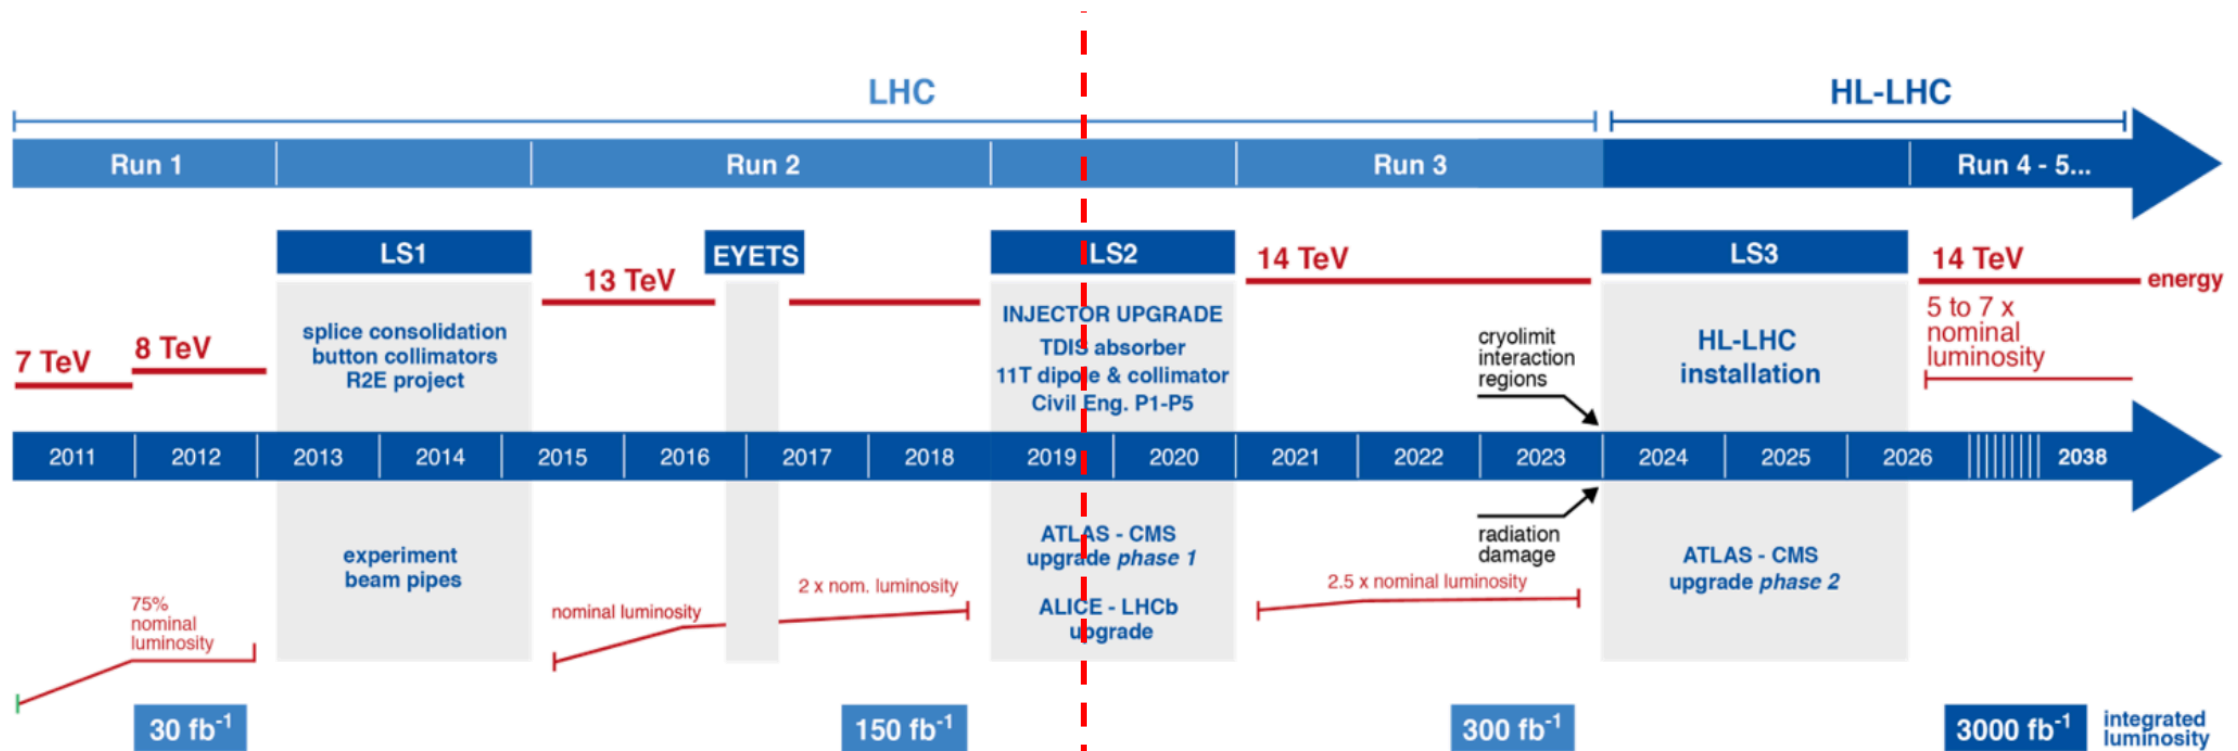 LHC
HL-LHC
Run 1
Run 2
Run 3
Run 4 - 5...
LS1
EYETS
LS2
LS3
13 TeV
14 TeV
14 TeV
energy
7 TeV
8 TeV
splice consolidation
button collimators
R2E project
INJECTOR UPGRADE
TDIS absorber
11T dipole & collimator
Civil Eng. P1-P5
cryolimit
interaction
regions
HL-LHC
installation
5 to 7 x
nominal
luminosity
2011
2012
2013
2014
2015
2016
2017
2018
2019
2020
2021
2022
2023
2024
2025
2026
2038
experiment
beam pipes
ATLAS - CMS
upgrade phase 1
ALICE - LHCb
upgrade
radiation
damage
ATLAS - CMS
upgrade phase 2
75%
nominal
luminosity
nominal luminosity
2 x nom. luminosity
2.5 x nominal luminosity
30 fb⁻¹
150 fb⁻¹
300 fb⁻¹
3000 fb⁻¹
integrated
luminosity